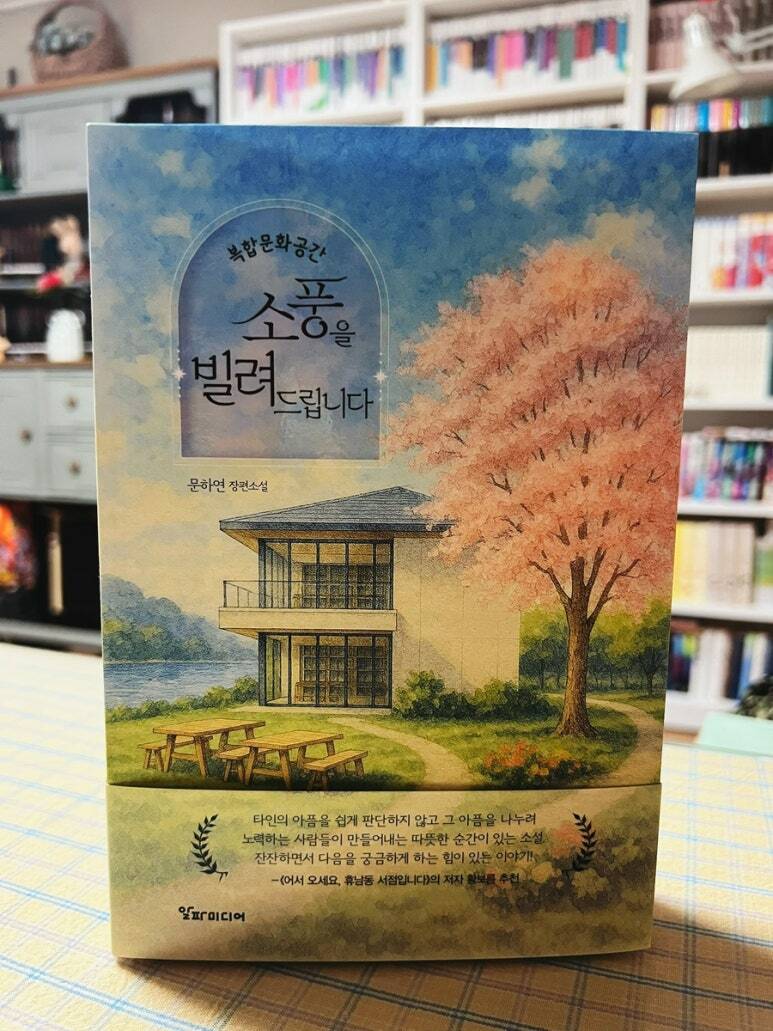 복합문화공간
소풍을
빌려드립니다
문하연 장편소설
타인의 아픔을 쉽게 판단하지 않고 그 아픔을 나누려
노력하는 사람들이 만들어내는 따뜻한 순간이 있는 소설.
잔잔하면서 다음을 궁금하게 하는 힘이 있는 이야기!
–《어서 오세요, 휴남동 서점입니다》의 저자 황보름 추천
알파미디어